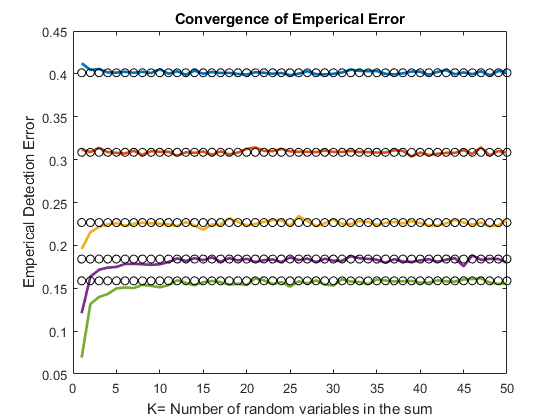 Convergence of Emperical Error
0.45
0.4
0.35
0.3
0.25
0.2
0.15
0.1
0.05
Emperical Detection Error
0 5 10 15 20 25 30 35 40 45 50
K= Number of random variables in the sum